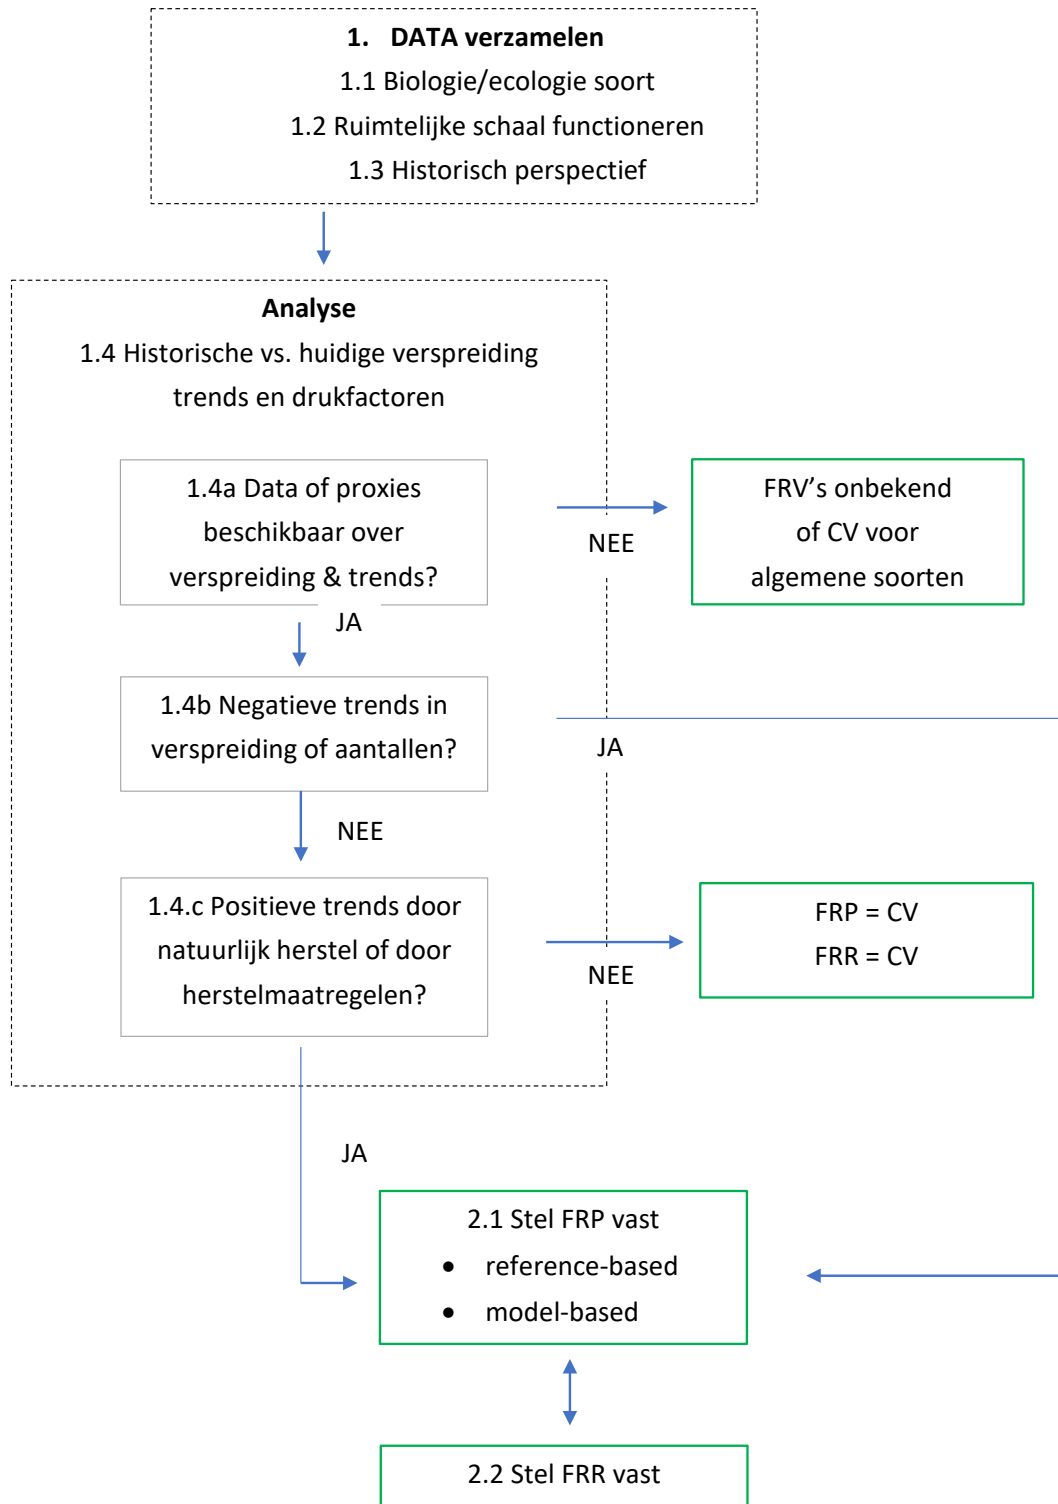 1. DATA verzamelen
1.1 Biologie/ecologie soort
1.2 Ruimtelijke schaal functioneren
1.3 Historisch perspectief
Analyse
1.4 Historische vs. huidige verspreiding
trends en drukfactoren
1.4a Data of proxies
beschikbaar over
verspreiding & trends?
NEE
FRV’s onbekend
of CV voor
algemene soorten
JA
1.4b Negatieve trends in
verspreiding of aantallen?
JA
NEE
1.4.c Positieve trends door
natuurlijk herstel of door
herstelmaatregelen?
NEE
FRP = CV
FRR = CV
JA
2.1 Stel FRP vast
• reference-based
• model-based
2.2 Stel FRR vast